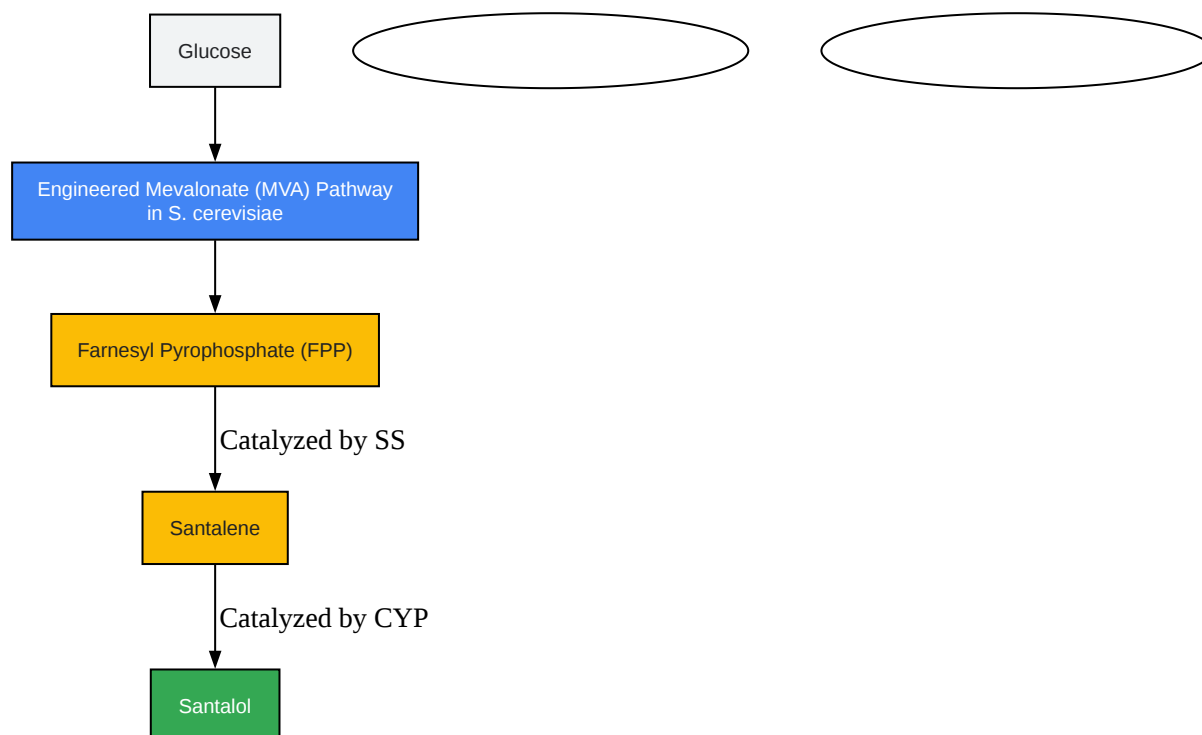 Glucose
Engineered Mevalonate (MVA) Pathway
in S. cerevisiae
Farnesyl Pyrophosphate (FPP)
Catalyzed by SS
Santalene
Catalyzed by CYP
Santalol